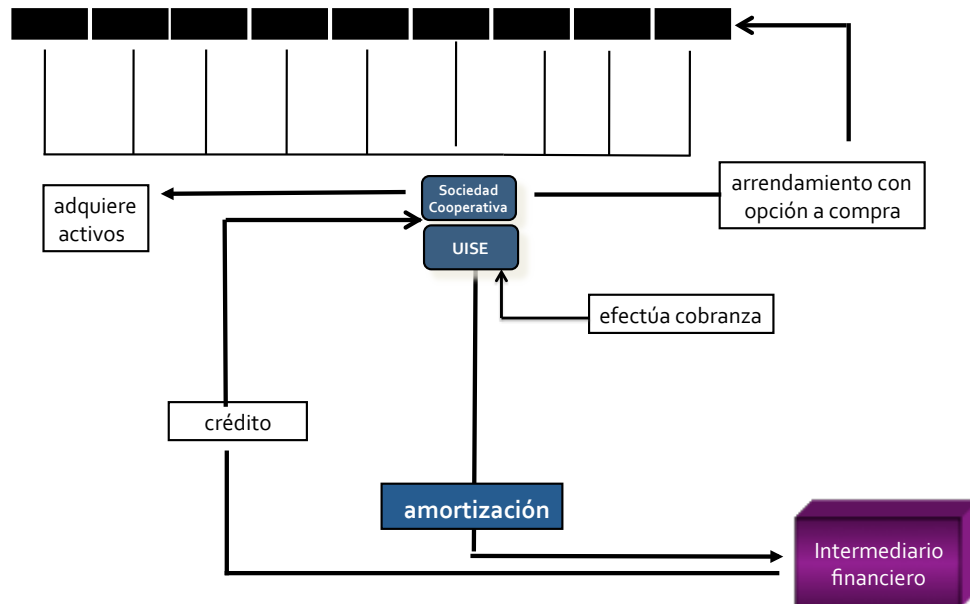 Sociedad
Cooperativa
UISE
adquiere
activos
arrendamiento con
opción a compra
efectúa cobranza
crédito
amortización
Intermediario
financiero